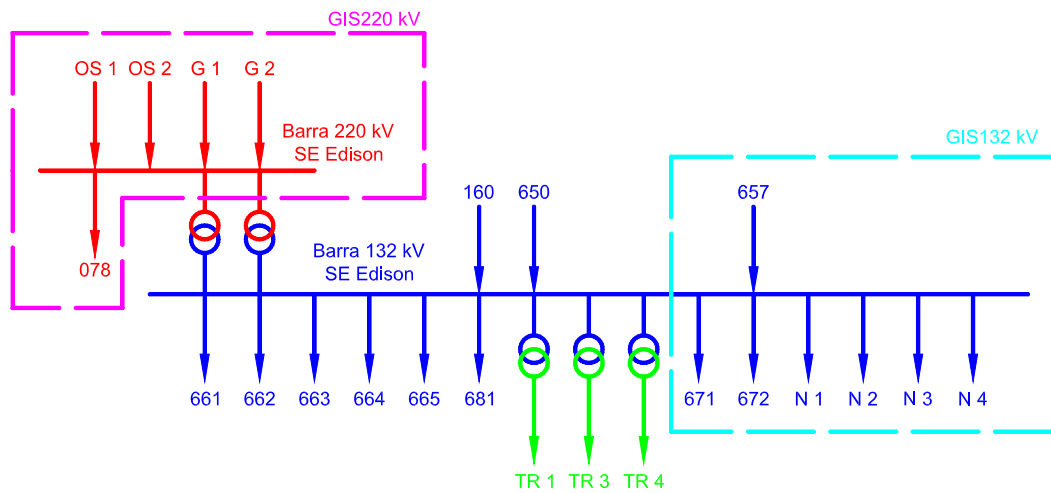 GIS220 kV
OS 1
OS 2
G 1
G 2
Barra 220 kV
SE Edison
GIS132 kV
160
650
657
Barra 132 kV
SE Edison
078
661
662
663
664
665
681
671
672
N 1
N 2
N 3
N 4
TR 1
TR 3
TR 4